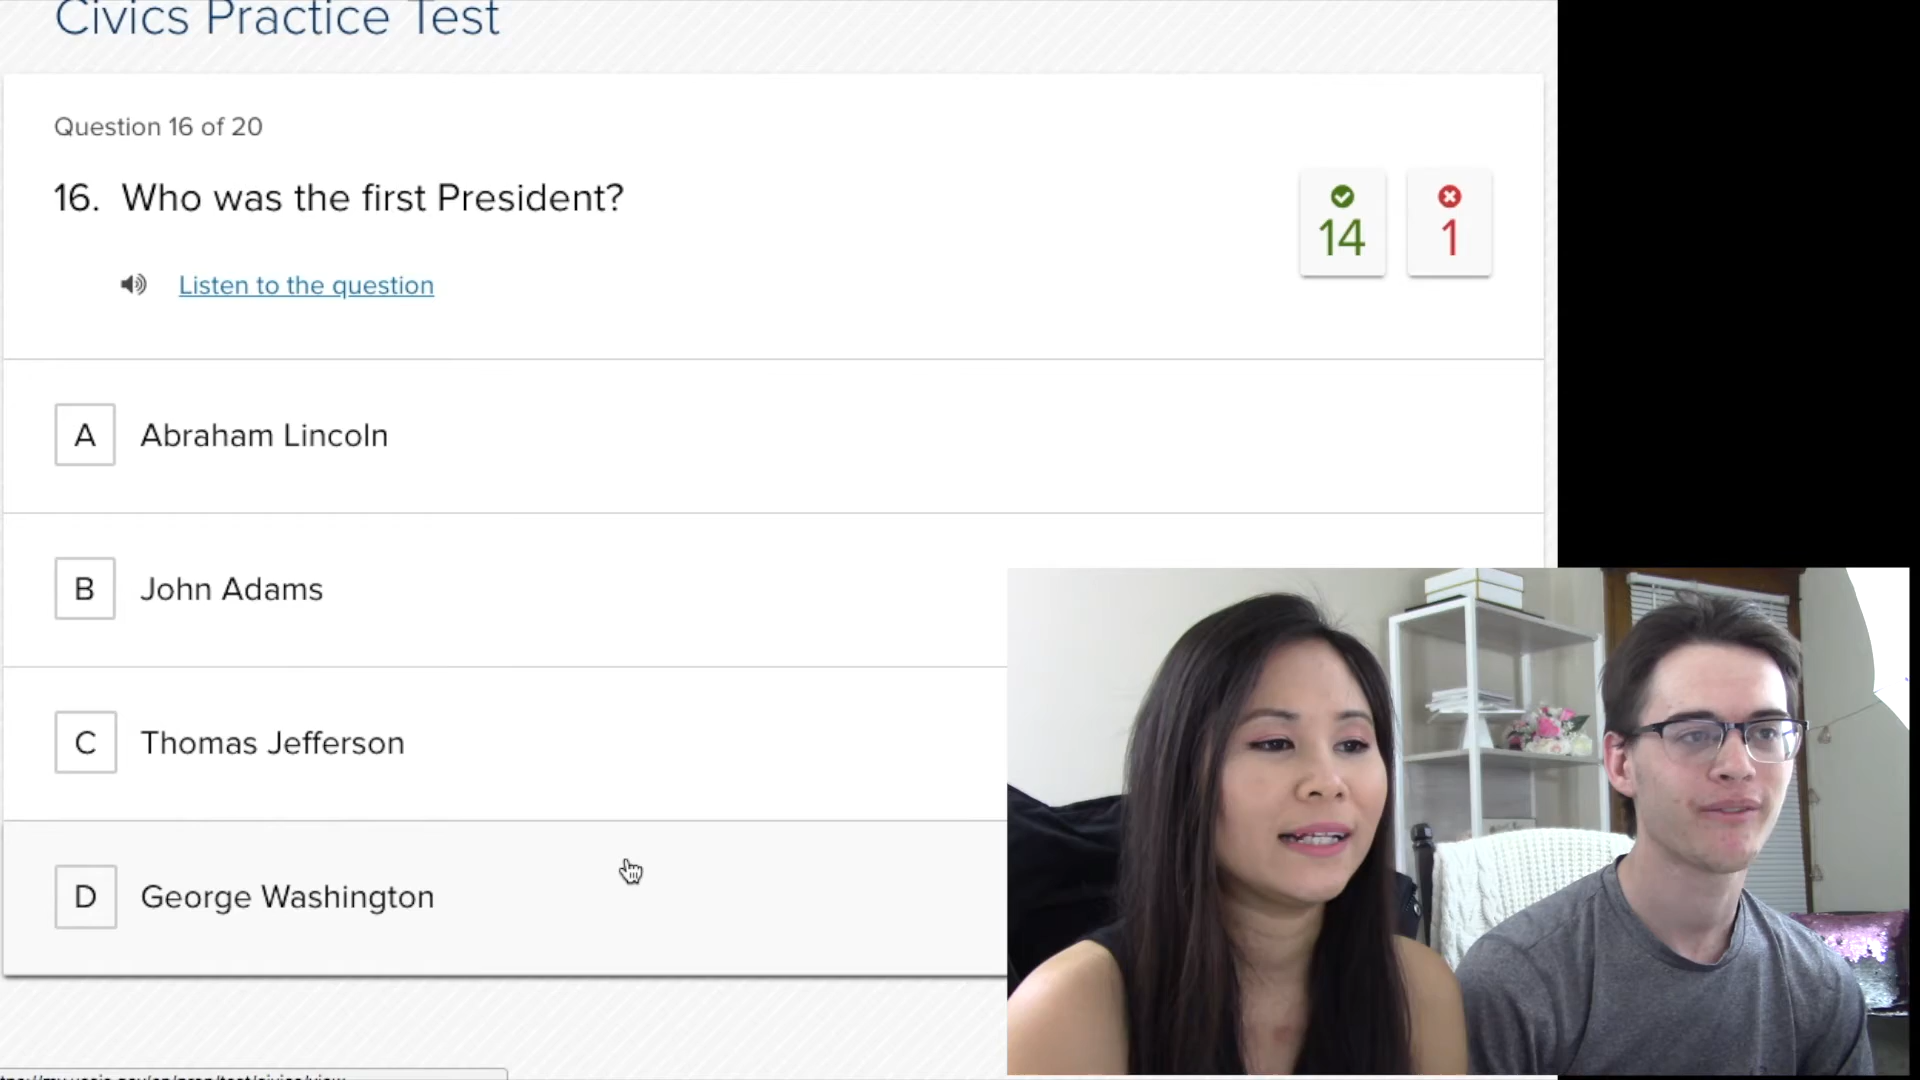 Civics Practice Test
Question 16 of 20
16. Who was the first President?
14
1
Listen to the question
A Abraham Lincoln
B John Adams
C Thomas Jefferson
D George Washington